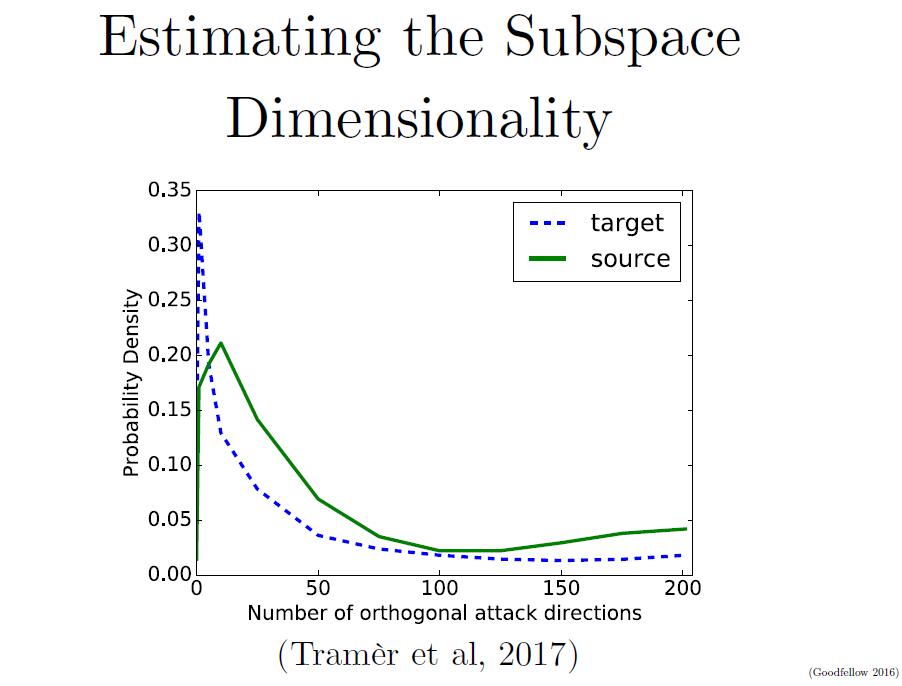 Estimating the Subspace
Dimensionality
0.35
0.30
0.25
0.20
0.15
0.10
0.05
0.00
Probability Density
target
source
0 50 100 150 200
Number of orthogonal attack directions
(Tramèr et al, 2017)
(Goodfellow 2016)